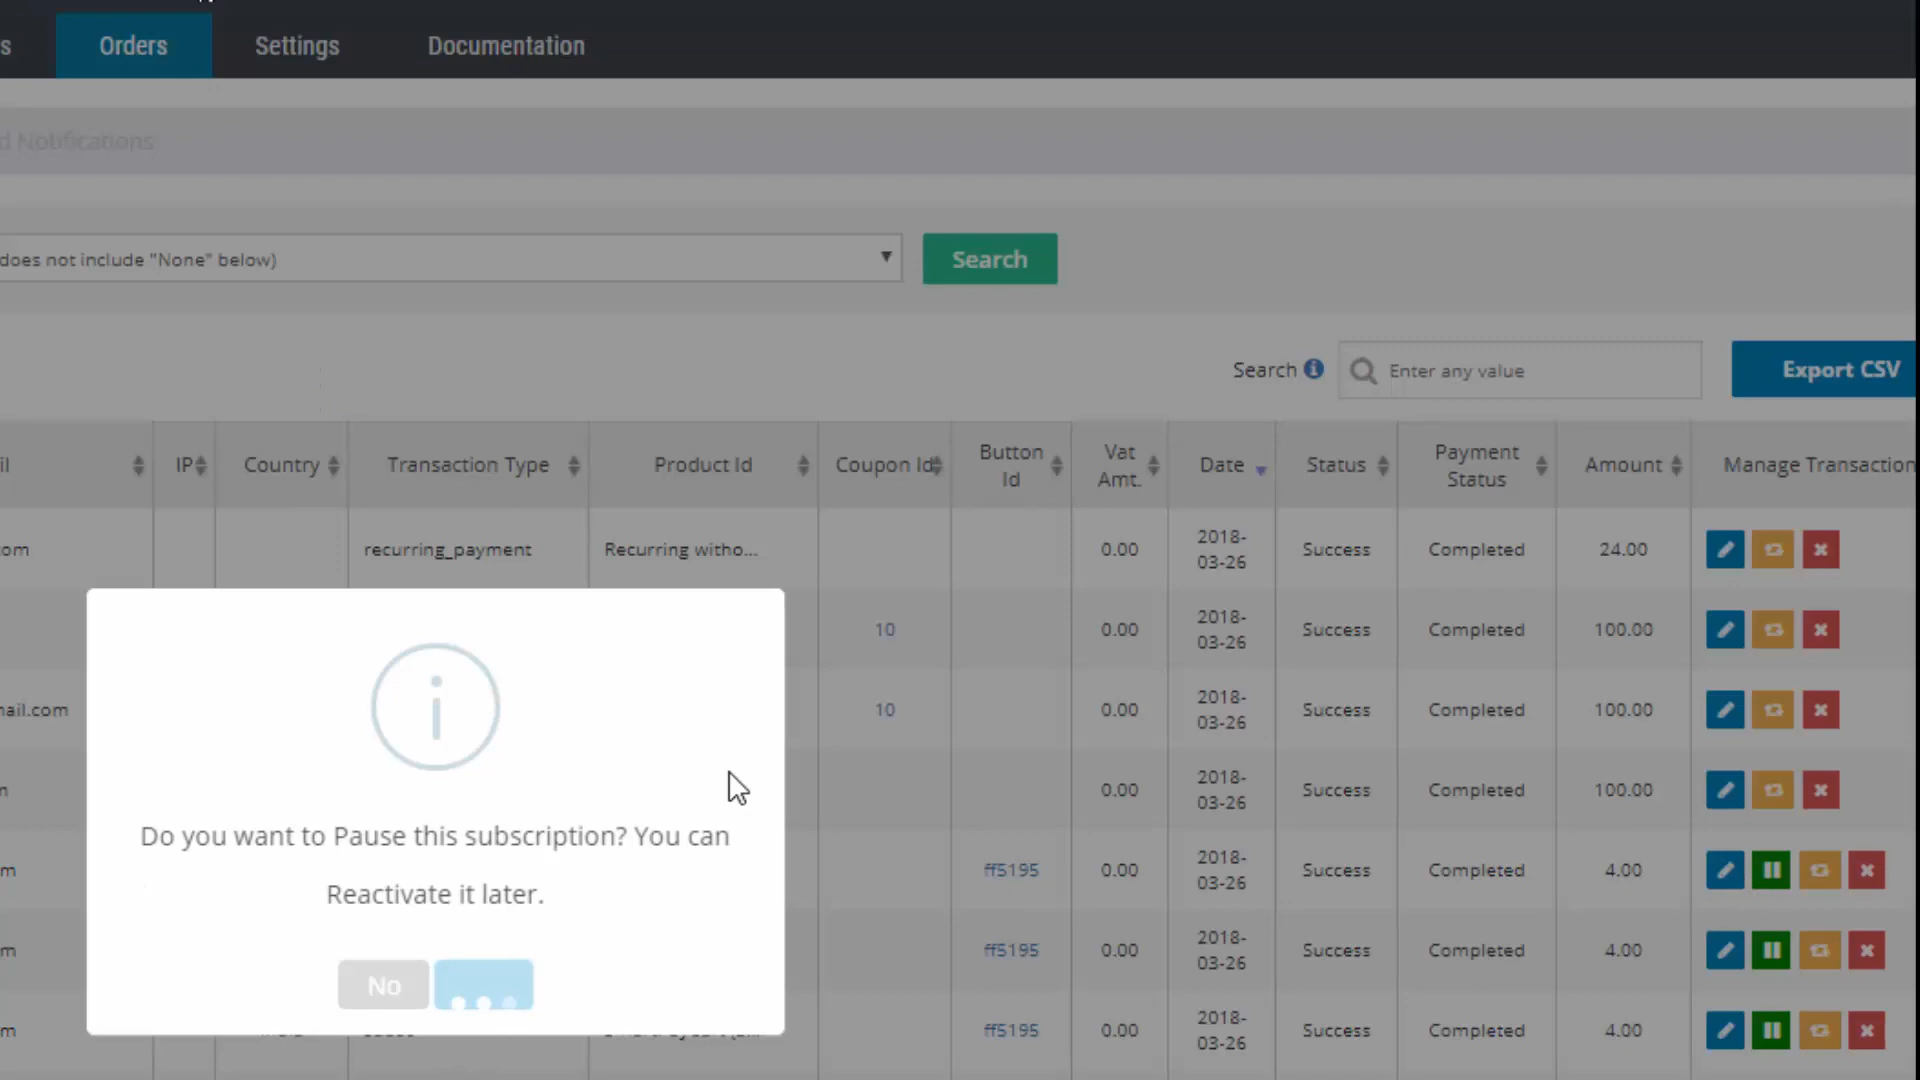 s Orders Settings Documentation
d Notifications
does not include "None" below) Search
Search Enter any value Export CSV
il IP Country Transaction Type Product Id Coupon Id Button Id Vat Amt. Date Status Payment Status Amount Manage Transaction
om recurring_payment Recurring witho... 0.00 2018-03-26 Success Completed 24.00
10 0.00 2018-03-26 Success Completed 100.00
nail.com 10 0.00 2018-03-26 Success Completed 100.00
n 0.00 2018-03-26 Success Completed 100.00
m ff5195 0.00 2018-03-26 Success Completed 4.00
m ff5195 0.00 2018-03-26 Success Completed 4.00
m ff5195 0.00 2018-03-26 Success Completed 4.00
Do you want to Pause this subscription? You can
Reactivate it later.
No